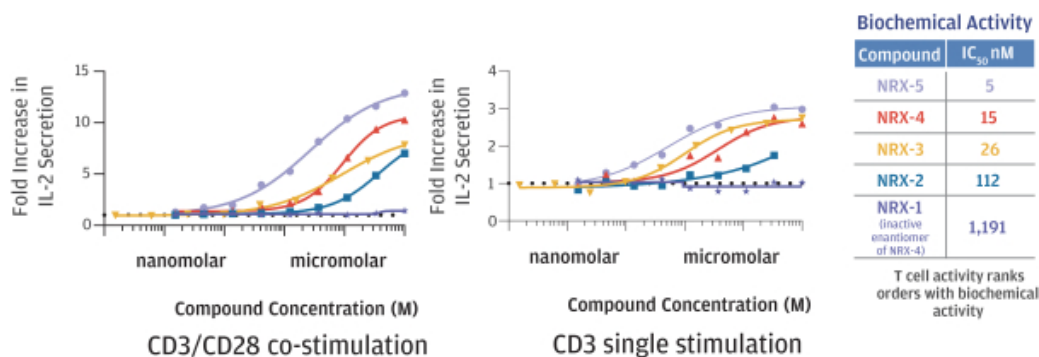 Fold Increase in
IL-2 Secretion
15
10
5
0
nanomolar micromolar
Compound Concentration (M)
CD3/CD28 co-stimulation
Fold Increase in
IL-2 Secretion
4
3
2
1
0
nanomolar micromolar
Compound Concentration (M)
CD3 single stimulation
Biochemical Activity
Compound IC50 nM
NRX-5 5
NRX-4 15
NRX-3 26
NRX-2 112
NRX-1
(inactive
enantiomer
of NRX-4)
1,191
T cell activity ranks
orders with biochemical
activity